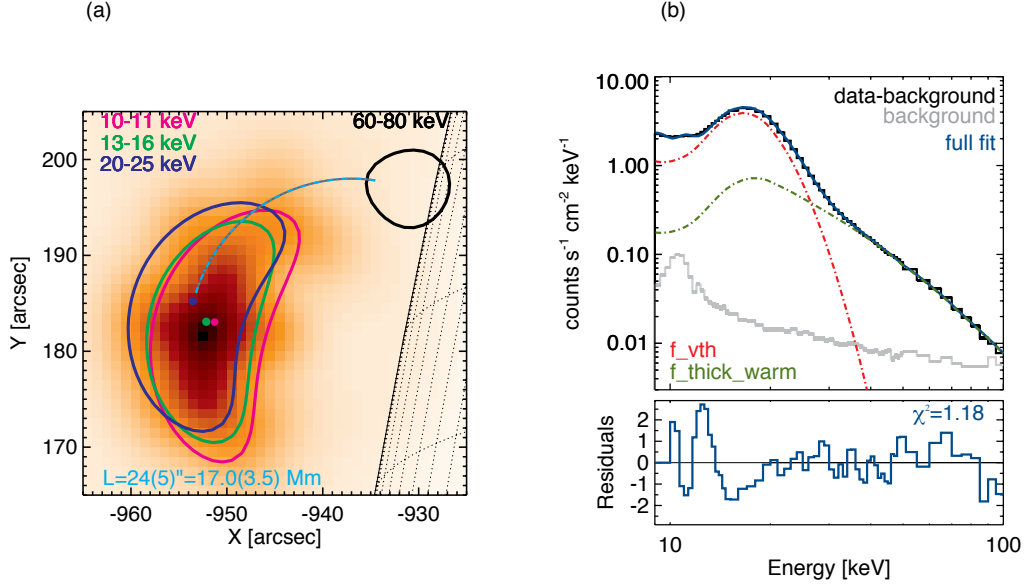 (a)
(b)
10-11 keV
13-16 keV
20-25 keV
60-80 keV
L=24(5)"=17.0(3.5) Mm
200
190
180
170
Y [arcsec]
-960
-950
-940
-930
X [arcsec]
data-background
background
full fit
f_vth
f_thick_warm
10.00
1.00
0.10
0.01
counts s⁻¹ cm⁻² keV⁻¹
χ²=1.18
2
1
0
-1
-2
Residuals
10
100
Energy [keV]